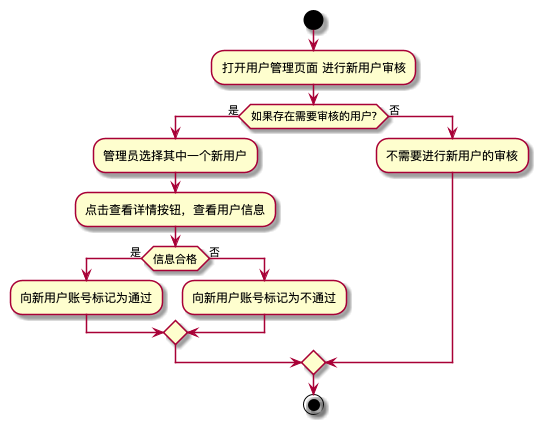 打开用户管理页面 进行新用户审核
是
如果存在需要审核的用户?
否
管理员选择其中一个新用户
不需要进行新用户的审核
点击查看详情按钮，查看用户信息
是
信息合格
否
向新用户账号标记为通过
向新用户账号标记为不通过